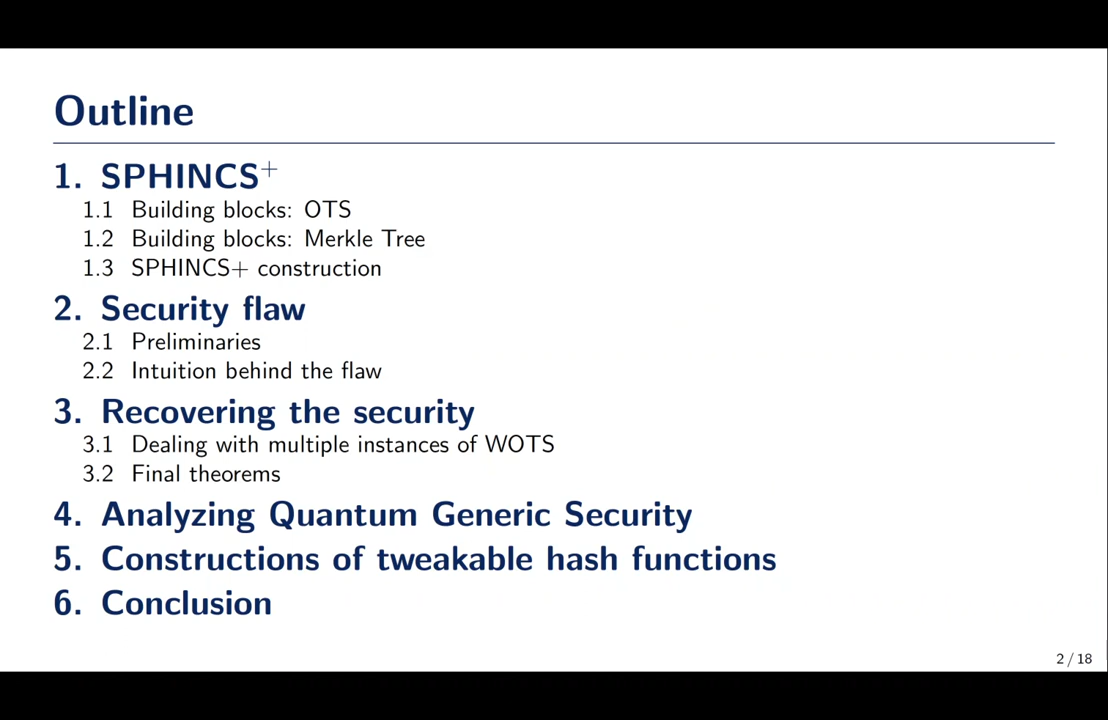 Outline
1. SPHINCS⁺
1.1 Building blocks: OTS
1.2 Building blocks: Merkle Tree
1.3 SPHINCS+ construction
2. Security flaw
2.1 Preliminaries
2.2 Intuition behind the flaw
3. Recovering the security
3.1 Dealing with multiple instances of WOTS
3.2 Final theorems
4. Analyzing Quantum Generic Security
5. Constructions of tweakable hash functions
6. Conclusion
2 / 18